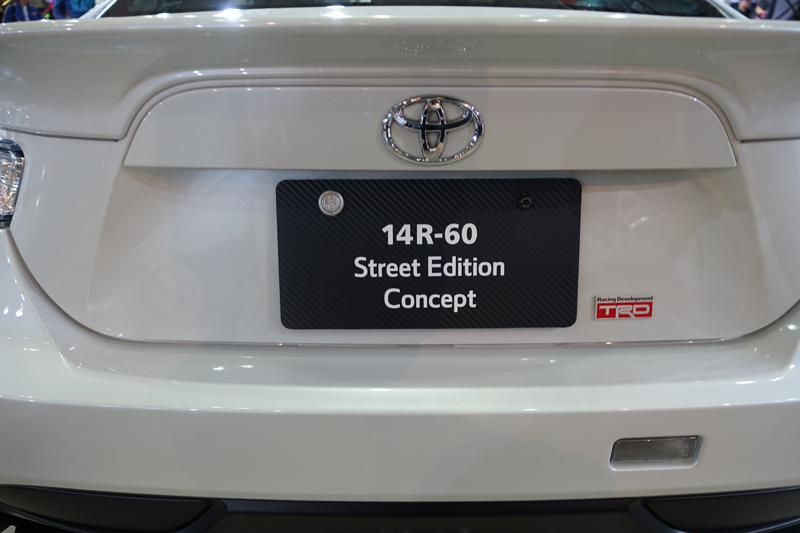 14R-60
Street Edition
Concept
Racing Development
TRD